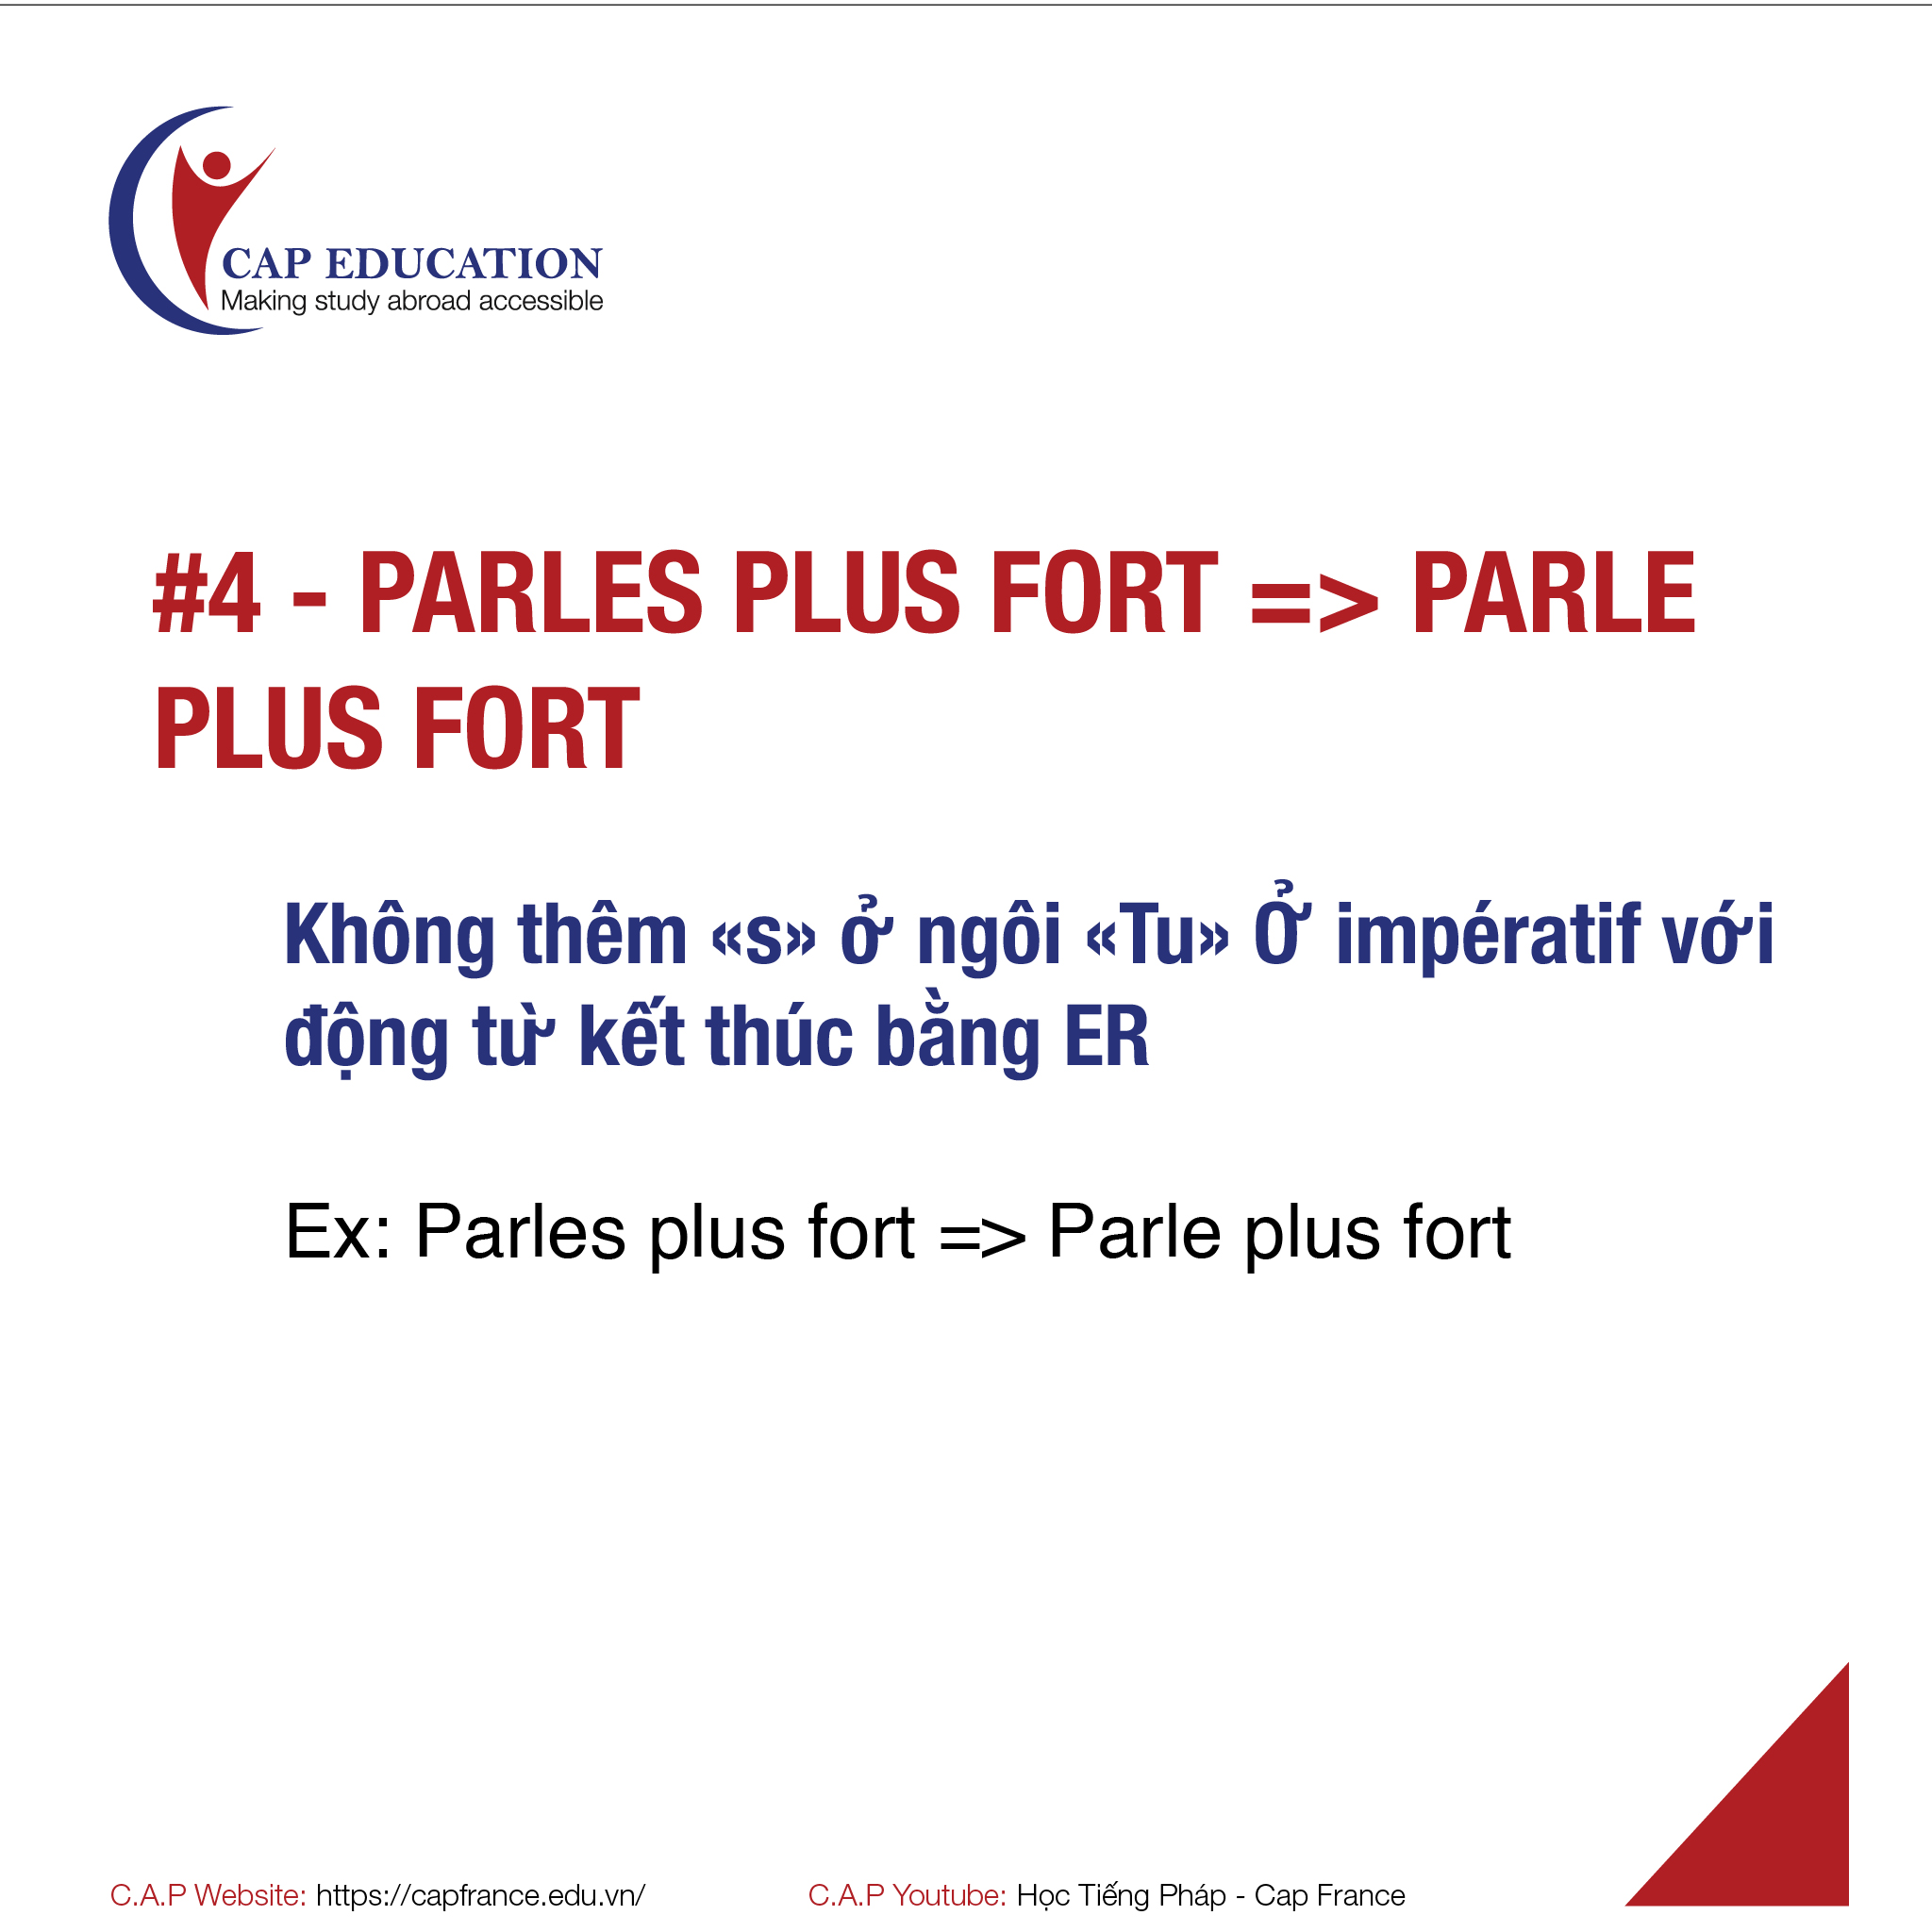 CAP EDUCATION
Making study abroad accessible
#4 - PARLES PLUS FORT => PARLE
PLUS FORT
Không thêm «s» ở ngôi «Tu» Ở impératif với
động từ kết thúc bằng ER
Ex: Parles plus fort => Parle plus fort
C.A.P Website: https://capfrance.edu.vn/
C.A.P Youtube: Học Tiếng Pháp - Cap France